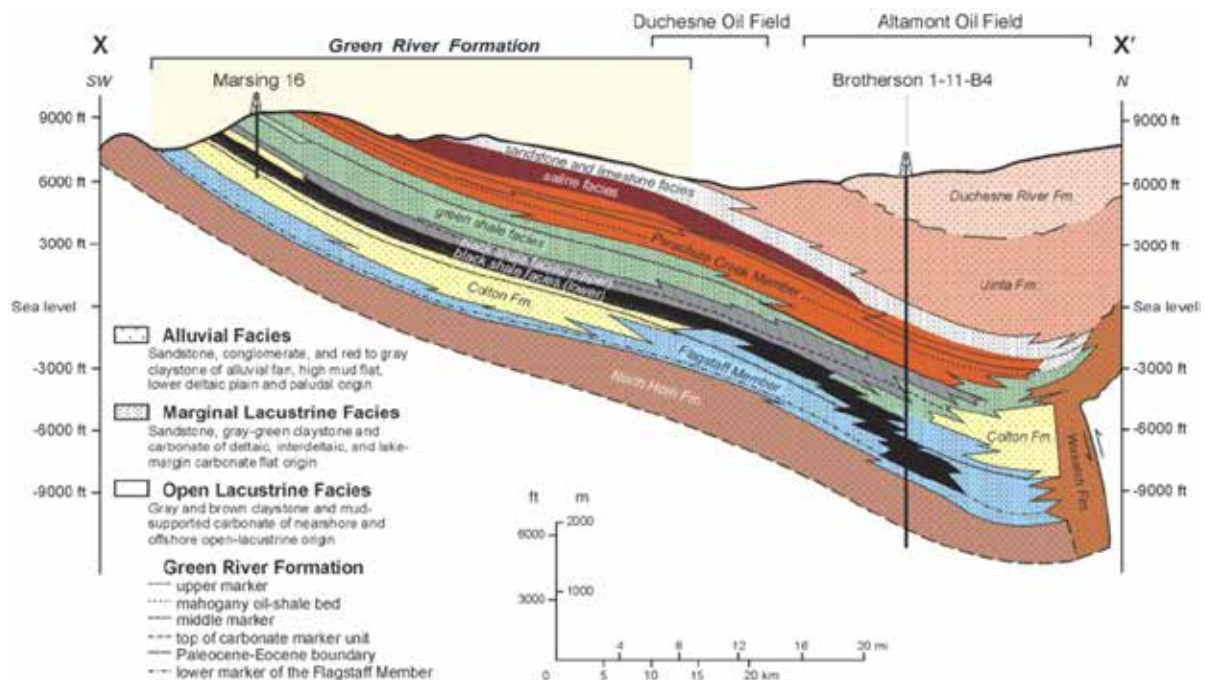 Duchesne Oil Field
Altamont Oil Field
X
Green River Formation
X'
SW
Marsing 16
Brotherson 1-11-B4
N
9000 ft
9000 ft
6000 ft
6000 ft
3000 ft
3000 ft
Sea level
Sea level
-3000 ft
-3000 ft
-6000 ft
-6000 ft
-9000 ft
-9000 ft
sandstone and limestone facies
saline facies
Duchesne River Fm.
green shale facies
Parachute Creek Member
Uinta Fm.
black shale facies (upper)
black shale facies (lower)
Colton Fm.
Flagstaff Member
North Horn Fm.
Colton Fm.
Wasatch Fm.
Alluvial Facies
Sandstone, conglomerate, and red to gray
claystone of alluvial fan, high mud flat,
lower deltaic plain and paludal origin
Marginal Lacustrine Facies
Sandstone, gray-green claystone and
carbonate of deltaic, interdeltaic, and lake-
margin carbonate flat origin
Open Lacustrine Facies
Gray and brown claystone and mud-
supported carbonate of nearshore and
offshore open-lacustrine origin
Green River Formation
upper marker
mahogany oil-shale bed
middle marker
top of carbonate marker unit
Paleocene-Eocene boundary
lower marker of the Flagstaff Member
ft m
2000
6000
1000
3000
4 8 12 16 20 mi
0 5 10 15 20 km